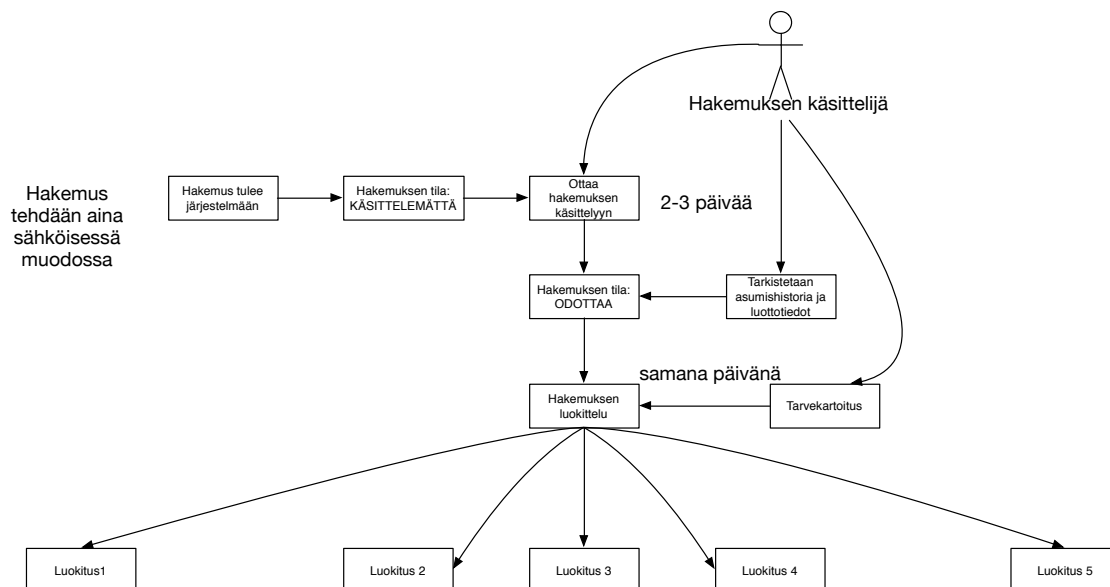 Hakemuksen käsittelijä
Hakemus
tehdään aina
sähköisessä
muodossa
Hakemus tulee
järjestelmään
Hakemuksen tila:
KÄSITTELEMÄTTÄ
Ottaa
hakemuksen
käsittelyyn
2-3 päivää
Hakemuksen tila:
ODOTTAA
Tarkistetaan
asumishistoria ja
luottotiedot
samana päivänä
Hakemuksen
luokittelu
Tarvekartoitus
Luokitus1
Luokitus 2
Luokitus 3
Luokitus 4
Luokitus 5